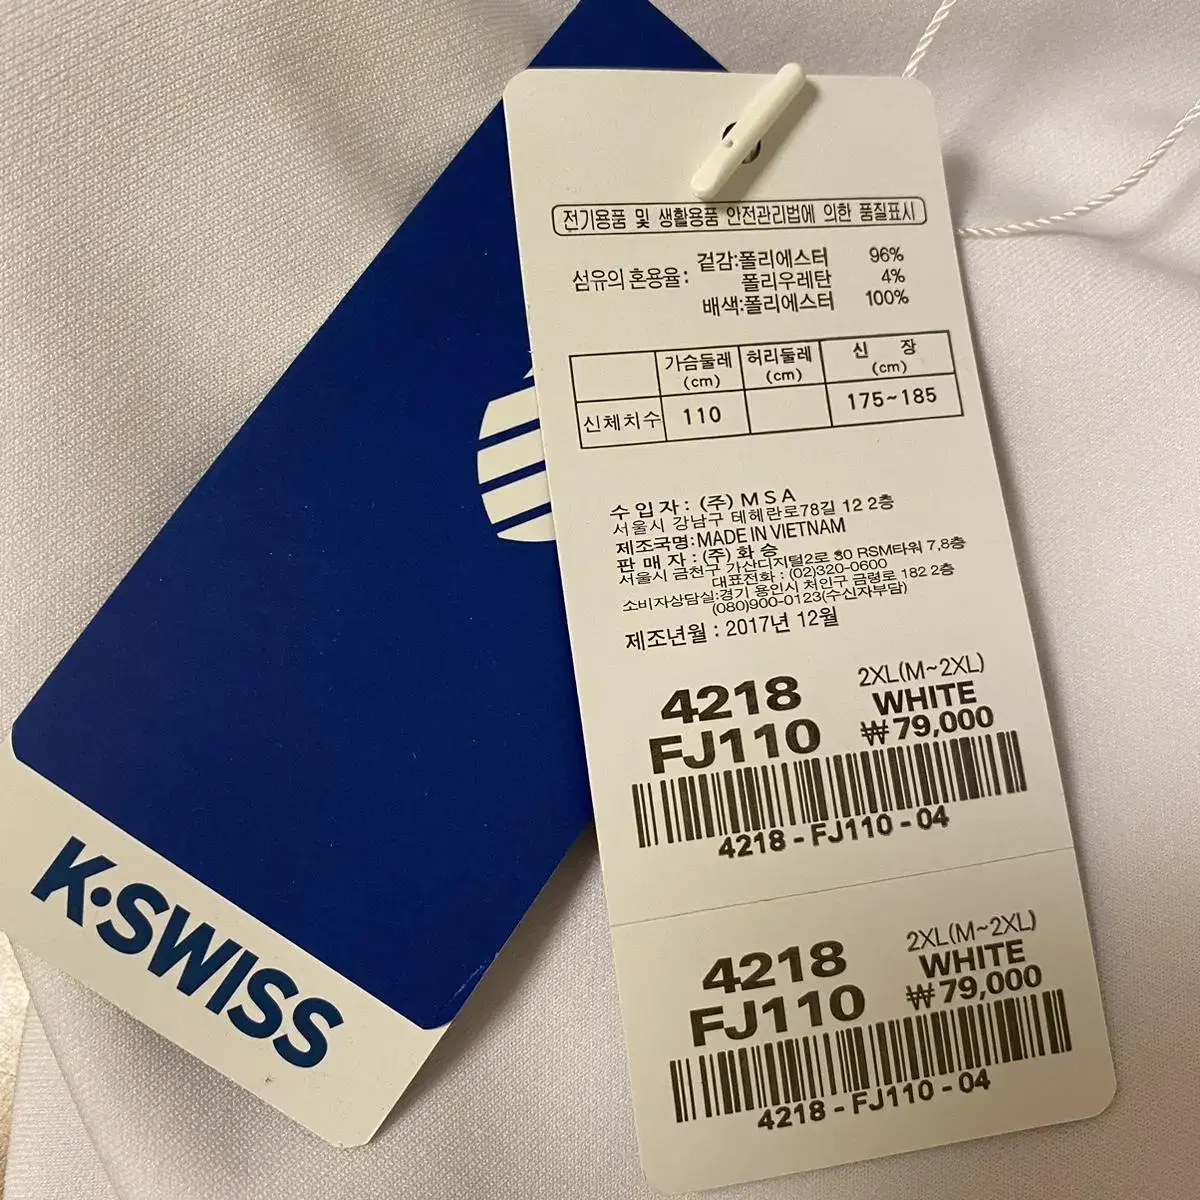 전기용품 및 생활용품 안전관리법에 의한 품질표시
섬유의 혼용율: 겉감:폴리에스터 96%
폴리우레탄 4%
배색:폴리에스터 100%
가슴둘레 (cm) 허리둘레 (cm) 신 장 (cm)
신체치수 110 175~185
수 입 자 : (주) M S A
서울시 강남구 테헤란로78길 12 2층
제조국명: MADE IN VIETNAM
판 매 자 : (주) 화 승
서울시 금천구 가산디지털2로 30 RSM타워 7,8층
대표전화 : (02)320-0600
소비자상담실:경기 용인시 처인구 금령로 182 2층
(080)900-0123(수신자부담)
제조년월 : 2017년 12월
4218 2XL(M~2XL)
WHITE
FJ110 ₩79,000
4218 - FJ110 - 04
4218 2XL(M~2XL)
WHITE
FJ110 ₩79,000
4218 - FJ110 - 04
K·SWISS